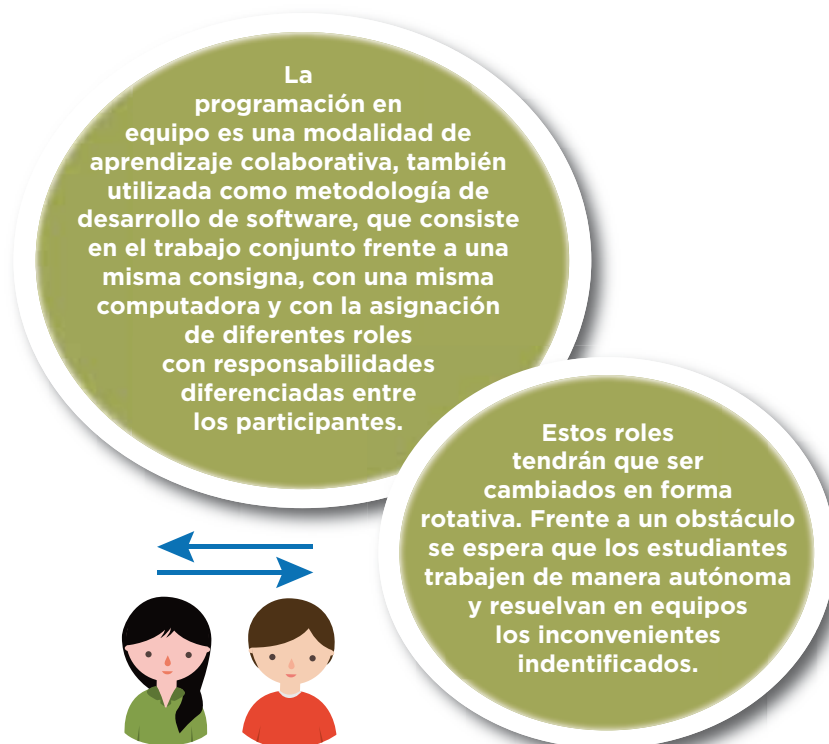 La
programación en
equipo es una modalidad de
aprendizaje colaborativa, también
utilizada como metodología de
desarrollo de software, que consiste
en el trabajo conjunto frente a una
misma consigna, con una misma
computadora y con la asignación
de diferentes roles
con responsabilidades
diferenciadas entre
los participantes.
Estos roles
tendrán que ser
cambiados en forma
rotativa. Frente a un obstáculo
se espera que los estudiantes
trabajen de manera autónoma
y resuelvan en equipos
los inconvenientes
indentificados.